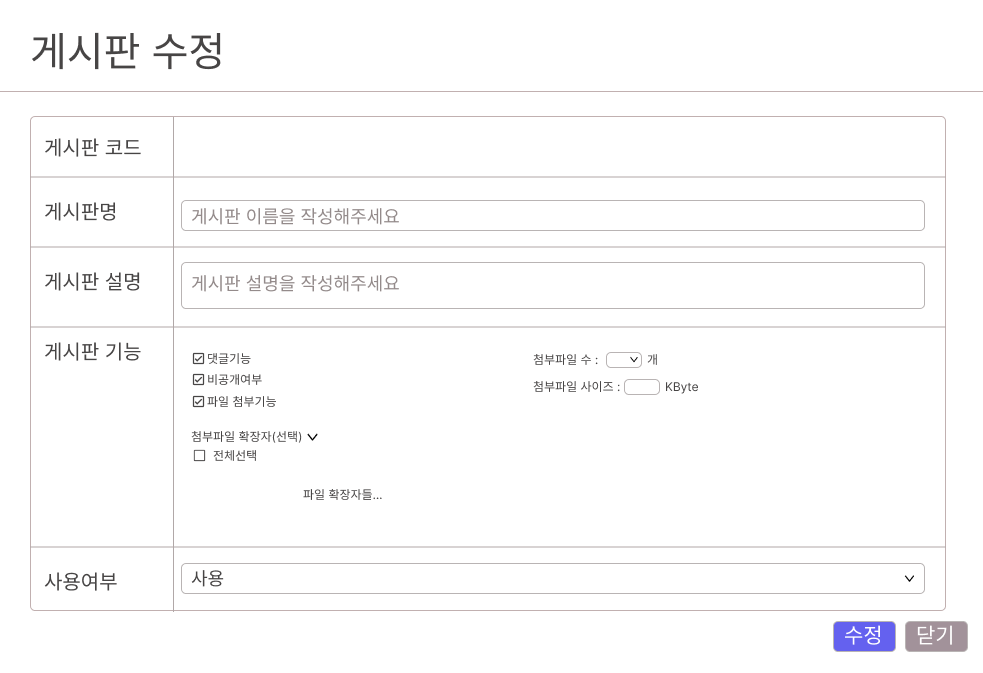 게시판 수정
게시판 코드
게시판명
게시판 이름을 작성해주세요
게시판 설명
게시판 설명을 작성해주세요
게시판 기능
댓글기능
비공개여부
파일 첨부기능
첨부파일 수 : 개
첨부파일 사이즈 : KByte
첨부파일 확장자(선택)
전체선택
파일 확장자들...
사용여부
사용
수정
닫기